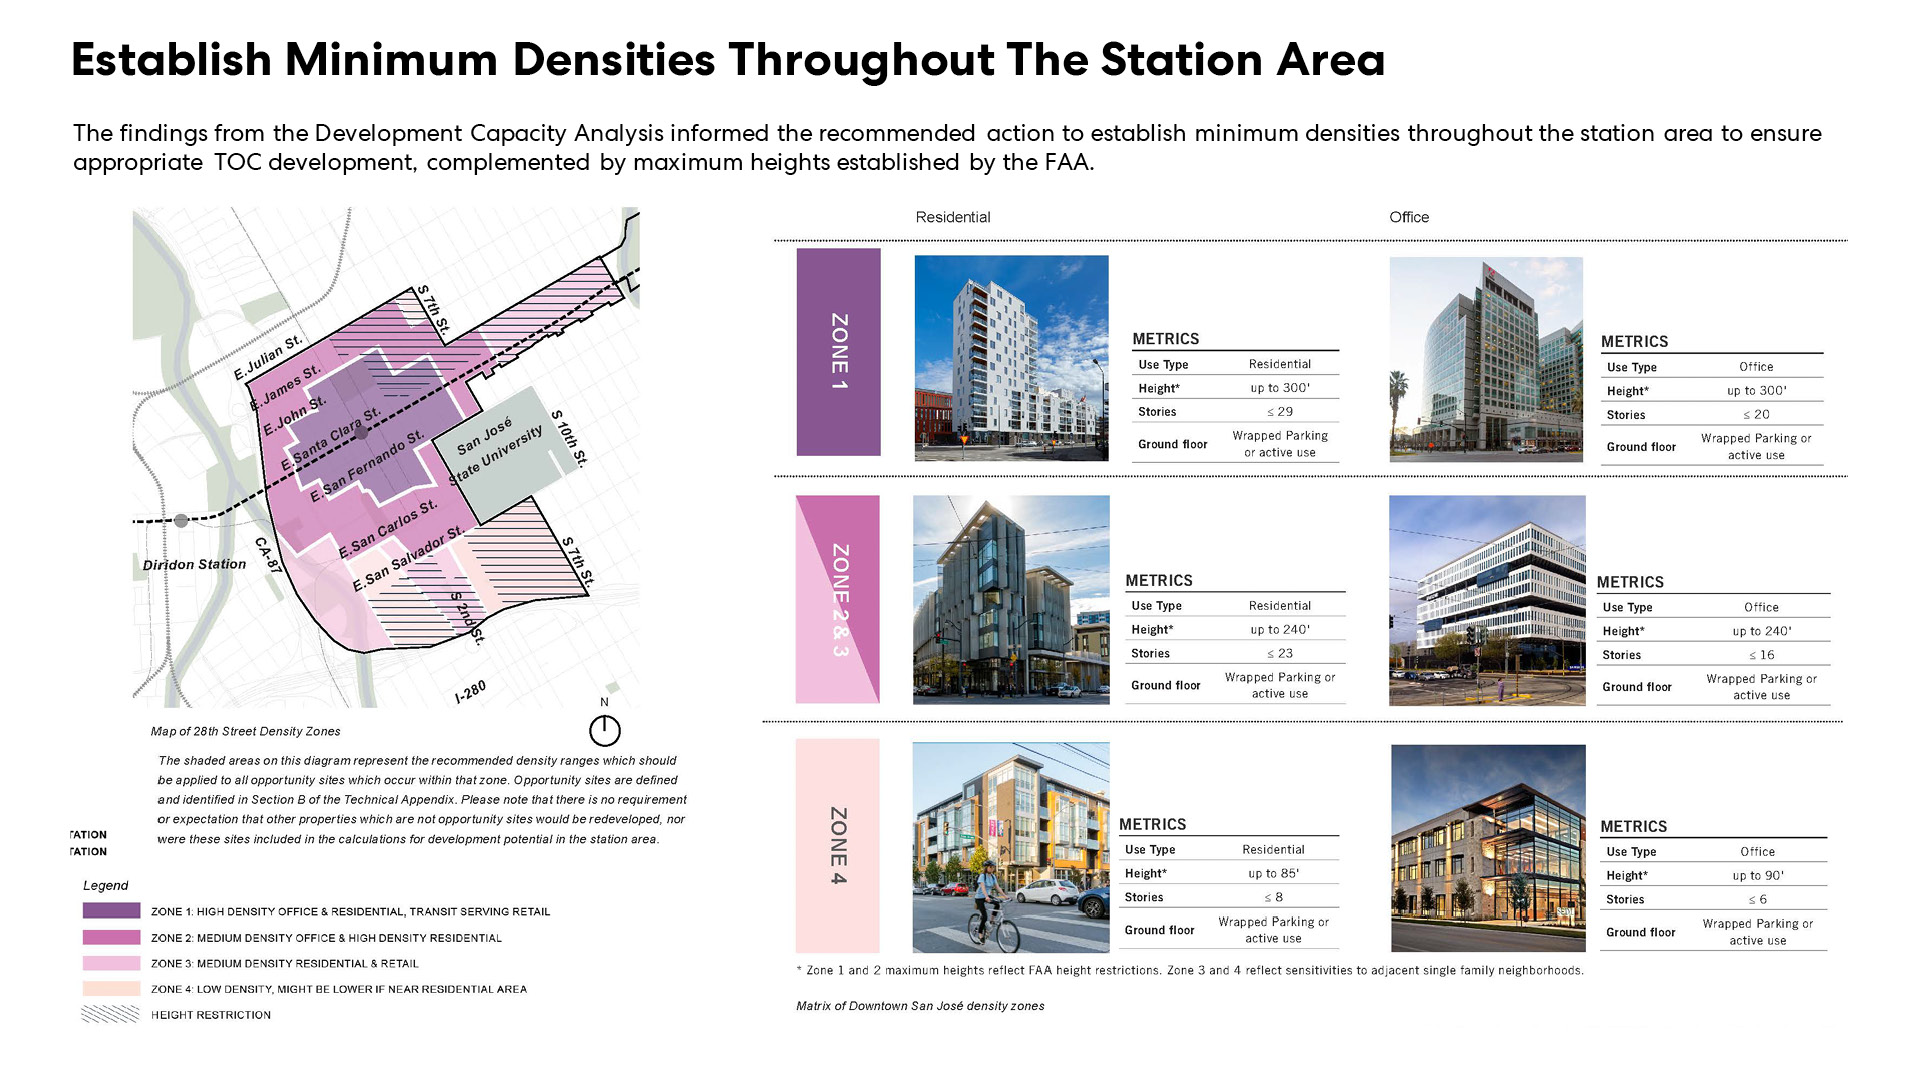 Establish Minimum Densities Throughout The Station Area
The findings from the Development Capacity Analysis informed the recommended action to establish minimum densities throughout the station area to ensure
appropriate TOC development, complemented by maximum heights established by the FAA.
S 7th St.
E.Julian St.
E.James St.
E.John St.
E.Santa Clara St.
E.San Fernando St.
San José
State University
S 10th St.
E.San Carlos St.
E.San Salvador St.
CA-87
Diridon Station
S 7th St.
S 2nd St.
I-280
N
Map of 28th Street Density Zones
The shaded areas on this diagram represent the recommended density ranges which should
be applied to all opportunity sites which occur within that zone. Opportunity sites are defined
and identified in Section B of the Technical Appendix. Please note that there is no requirement
or expectation that other properties which are not opportunity sites would be redeveloped, nor
were these sites included in the calculations for development potential in the station area.
TATION
TATION
Legend
ZONE 1: HIGH DENSITY OFFICE & RESIDENTIAL, TRANSIT SERVING RETAIL
ZONE 2: MEDIUM DENSITY OFFICE & HIGH DENSITY RESIDENTIAL
ZONE 3: MEDIUM DENSITY RESIDENTIAL & RETAIL
ZONE 4: LOW DENSITY, MIGHT BE LOWER IF NEAR RESIDENTIAL AREA
HEIGHT RESTRICTION
Residential
Office
ZONE 1
METRICS
Use Type Residential
Height* up to 300'
Stories ≤ 29
Ground floor Wrapped Parking
or active use
METRICS
Use Type Office
Height* up to 300'
Stories ≤ 20
Ground floor Wrapped Parking or
active use
ZONE 2 & 3
METRICS
Use Type Residential
Height* up to 240'
Stories ≤ 23
Ground floor Wrapped Parking or
active use
METRICS
Use Type Office
Height* up to 240'
Stories ≤ 16
Ground floor Wrapped Parking or
active use
ZONE 4
METRICS
Use Type Residential
Height* up to 85'
Stories ≤ 8
Ground floor Wrapped Parking or
active use
METRICS
Use Type Office
Height* up to 90'
Stories ≤ 6
Ground floor Wrapped Parking or
active use
* Zone 1 and 2 maximum heights reflect FAA height restrictions. Zone 3 and 4 reflect sensitivities to adjacent single family neighborhoods.
Matrix of Downtown San José density zones